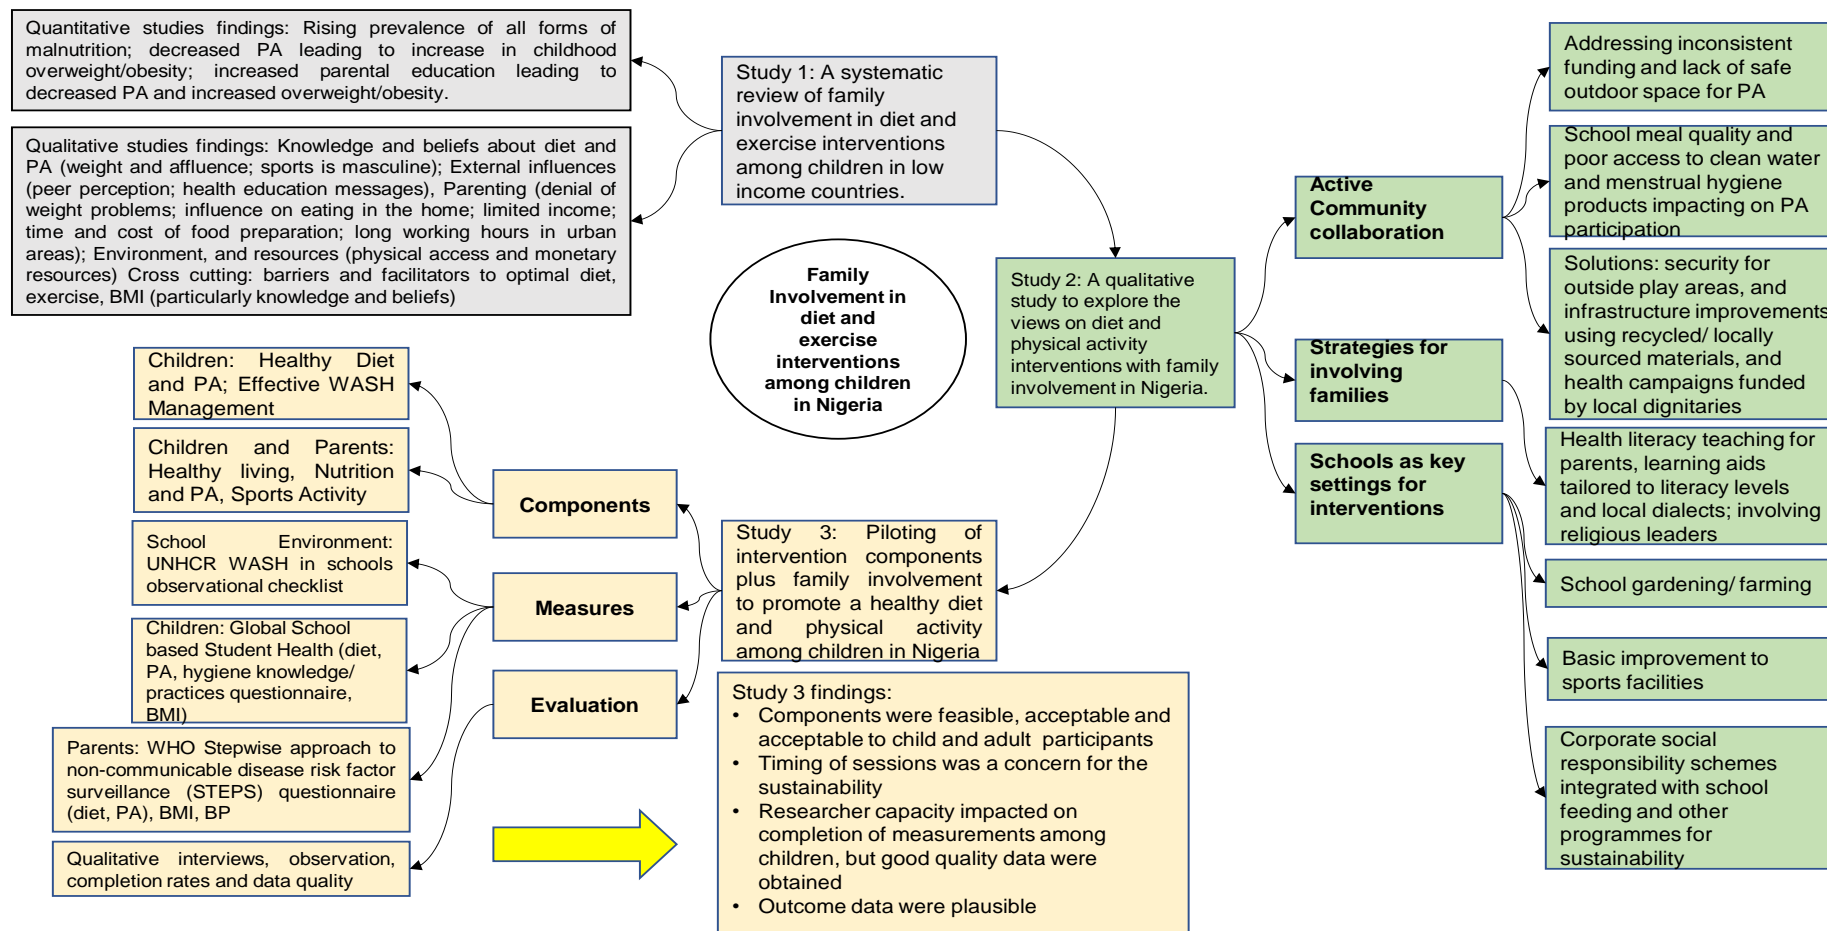 Quantitative studies findings: Rising prevalence of all forms of
malnutrition; decreased PA leading to increase in childhood
overweight/obesity; increased parental education leading to
decreased PA and increased overweight/obesity.
Qualitative studies findings: Knowledge and beliefs about diet and
PA (weight and affluence; sports is masculine); External influences
(peer perception; health education messages), Parenting (denial of
weight problems; influence on eating in the home; limited income;
time and cost of food preparation; long working hours in urban
areas); Environment, and resources (physical access and monetary
resources) Cross cutting: barriers and facilitators to optimal diet,
exercise, BMI (particularly knowledge and beliefs)
Study 1: A systematic
review of family
involvement in diet and
exercise interventions
among children in low
income countries.
Family
Involvement in
diet and
exercise
interventions
among children
in Nigeria
Study 2: A qualitative
study to explore the
views on diet and
physical activity
interventions with family
involvement in Nigeria.
Active
Community
collaboration
Strategies for
involving
families
Schools as key
settings for
interventions
Addressing inconsistent
funding and lack of safe
outdoor space for PA
School meal quality and
poor access to clean water
and menstrual hygiene
products impacting on PA
participation
Solutions: security for
outside play areas, and
infrastructure improvements
using recycled/ locally
sourced materials, and
health campaigns funded
by local dignitaries
Health literacy teaching for
parents, learning aids
tailored to literacy levels
and local dialects; involving
religious leaders
School gardening/ farming
Basic improvement to
sports facilities
Corporate social
responsibility schemes
integrated with school
feeding and other
programmes for
sustainability
Study 3: Piloting of
intervention components
plus family involvement
to promote a healthy diet
and physical activity
among children in Nigeria
Components
Measures
Evaluation
Children: Healthy Diet
and PA; Effective WASH
Management
Children and Parents:
Healthy living, Nutrition
and PA, Sports Activity
School Environment:
UNHCR WASH in schools
observational checklist
Children: Global School
based Student Health (diet,
PA, hygiene knowledge/
practices questionnaire,
BMI)
Parents: WHO Stepwise approach to
non-communicable disease risk factor
surveillance (STEPS) questionnaire
(diet, PA), BMI, BP
Qualitative interviews, observation,
completion rates and data quality
Study 3 findings:
• Components were feasible, acceptable and
acceptable to child and adult participants
• Timing of sessions was a concern for the
sustainability
• Researcher capacity impacted on
completion of measurements among
children, but good quality data were
obtained
• Outcome data were plausible